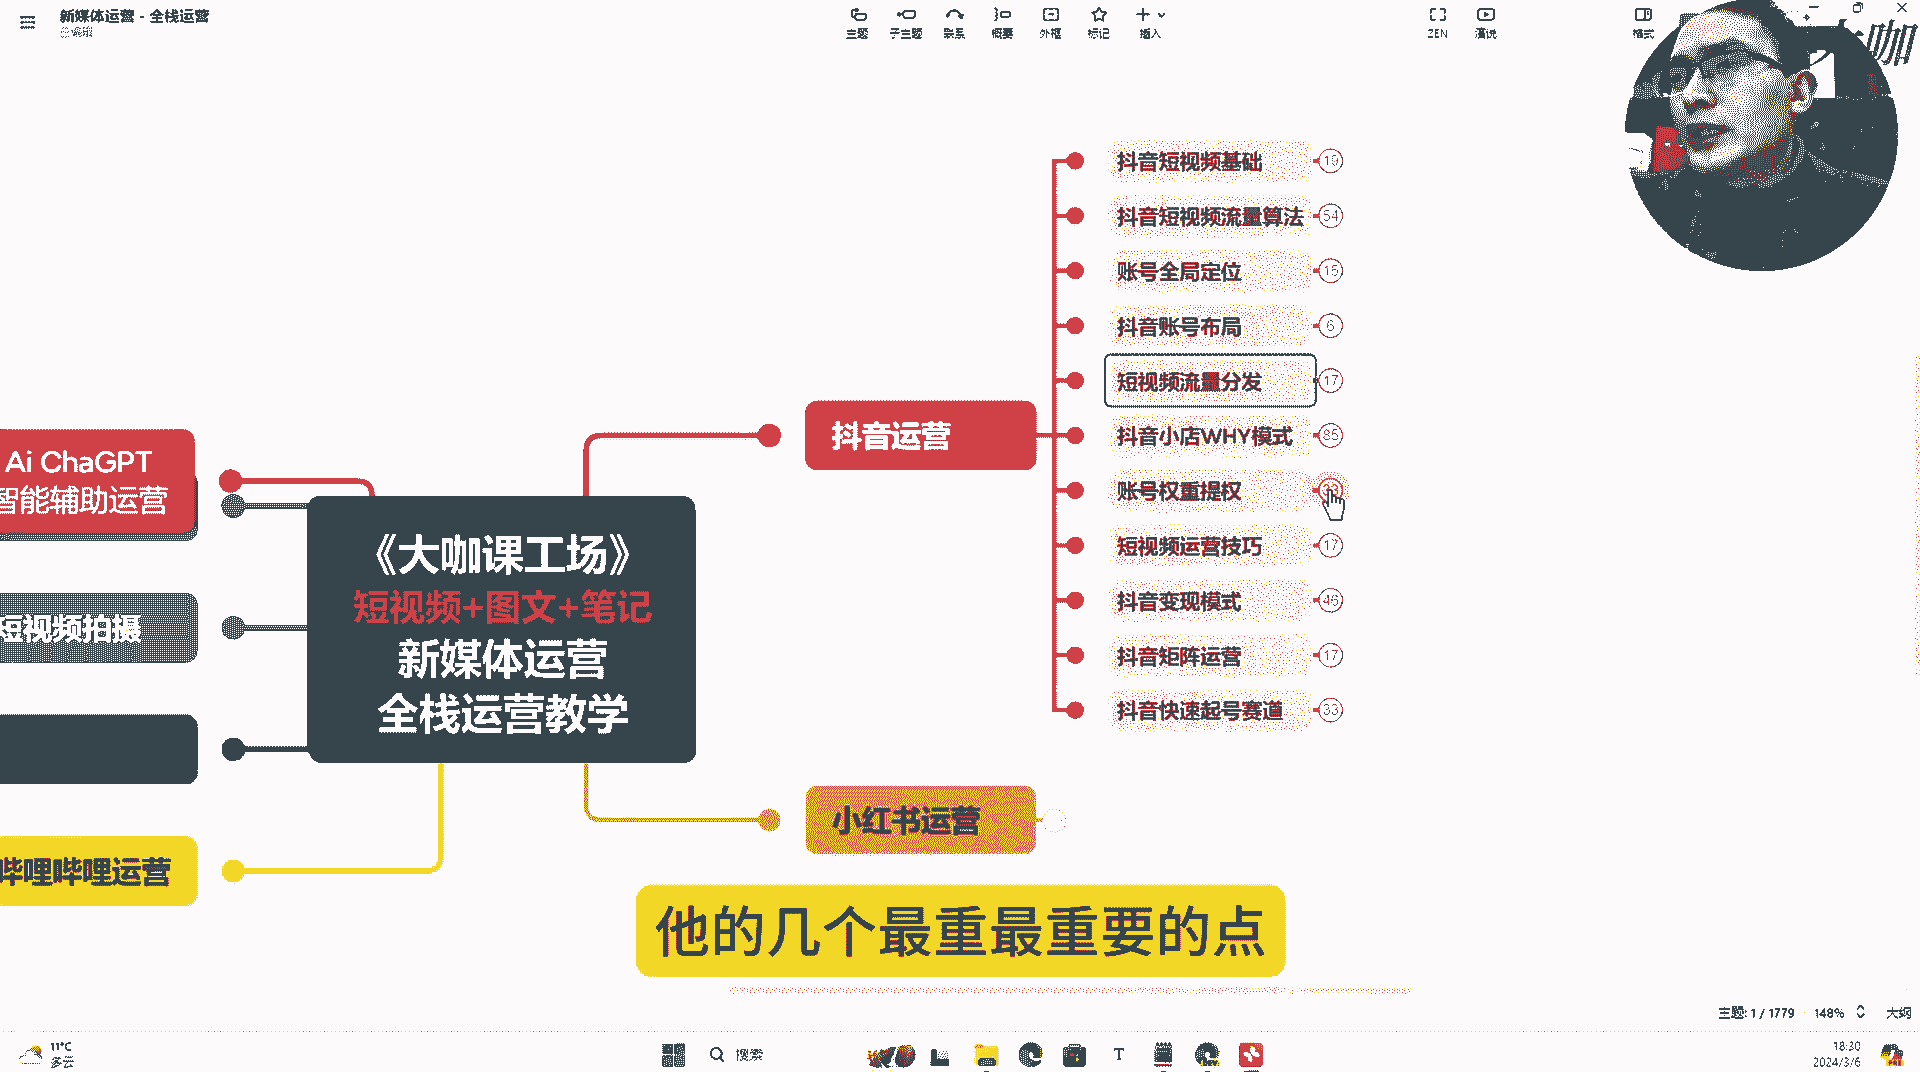 新媒体运营 - 全栈运营
已编辑
主题
子主题
联系
概要
外框
标记
插入
ZEN
演说
格式
咖
抖音短视频基础 19
抖音短视频流量算法 54
账号全局定位 15
抖音账号布局 6
短视频流量分发 17
抖音运营
抖音小店WHY模式 85
账号权重提权
短视频运营技巧 17
抖音变现模式 46
抖音矩阵运营 17
抖音快速起号赛道 33
Ai ChaGPT
智能辅助运营
《大咖课工场》
短视频+图文+笔记
新媒体运营
全栈运营教学
短视频拍摄
小红书运营
哔哩哔哩运营
他的几个最重最重要的点
主题: 1 / 1779
148%
大纲
11°C
多云
搜索
18:30
2024/3/6